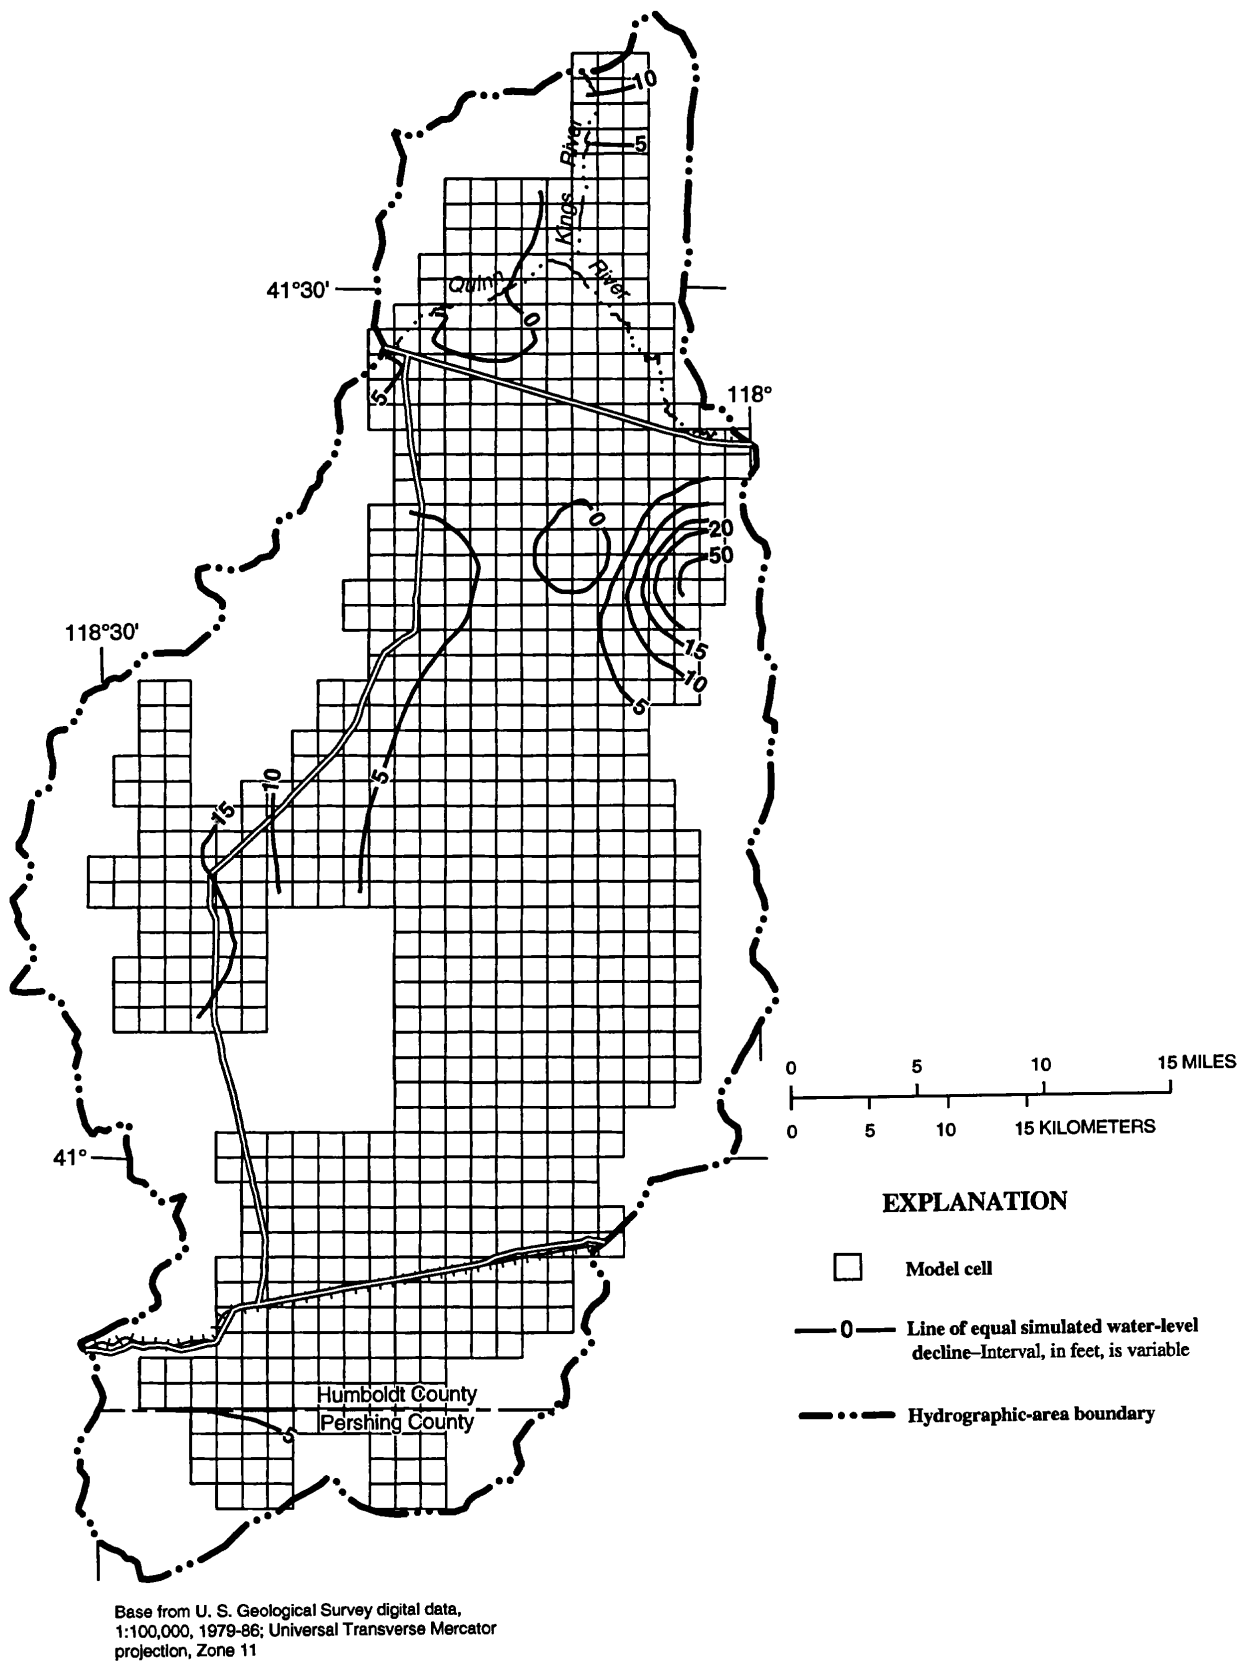 10
River
5
Kings
41°30'
Quinn
River
0
5
118°
0
20
50
118°30'
15
10
5
10
5
15
0 5 10 15 MILES
0 5 10 15 KILOMETERS
41°
EXPLANATION
Model cell
0 Line of equal simulated water-level
decline–Interval, in feet, is variable
Humboldt County
Pershing County
5
Hydrographic-area boundary
Base from U. S. Geological Survey digital data,
1:100,000, 1979-86; Universal Transverse Mercator
projection, Zone 11